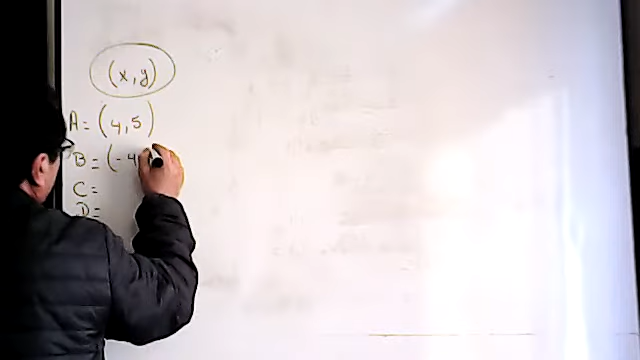 (x,y)
A = (4,5)
B = (-4
C =
D =